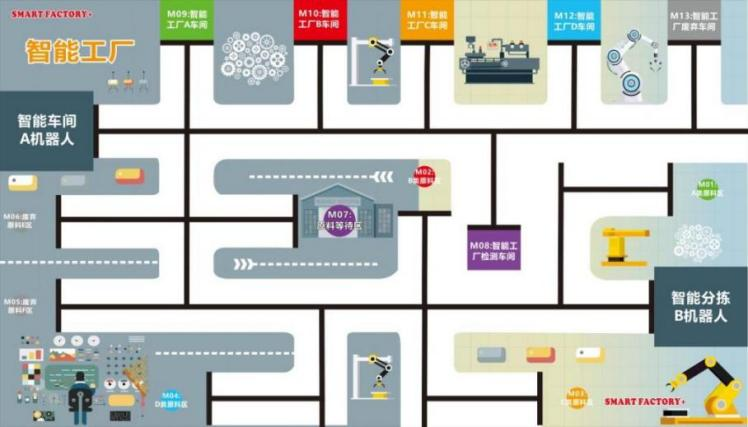 SMART FACTORY+
智能工厂
M09:智能
工厂A车间
M10:智能
工厂B车间
M11:智能
工厂C车间
M12:智能
工厂D车间
M13:智能工
厂废弃车间
智能车间
A机器人
M02:
B类原料区
M01:
A类原料区
M06:废弃
原料E区
M07:
原料等待区
M08:智能工
厂检测车间
M05:废弃
原料F区
智能分拣
B机器人
M04:
D类原料区
M03:
C类原料区
SMART FACTORY+